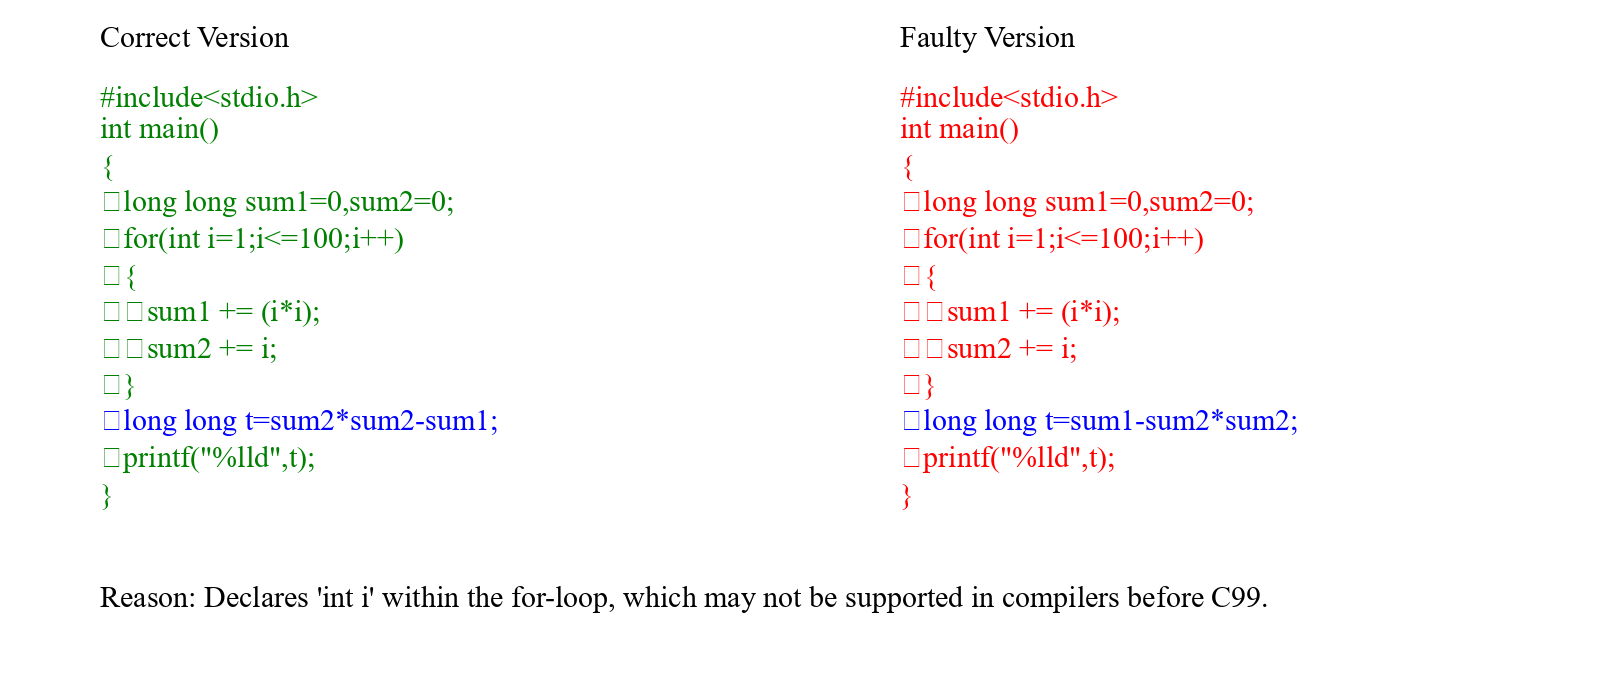 Correct Version
#include<stdio.h>
int main()
{
□long long sum1=0,sum2=0;
□for(int i=1;i<=100;i++)
□{
□□sum1 += (i*i);
□□sum2 += i;
□}
□long long t=sum2*sum2-sum1;
□printf("%lld",t);
}
Faulty Version
#include<stdio.h>
int main()
{
□long long sum1=0,sum2=0;
□for(int i=1;i<=100;i++)
□{
□□sum1 += (i*i);
□□sum2 += i;
□}
□long long t=sum1-sum2*sum2;
□printf("%lld",t);
}
Reason: Declares 'int i' within the for-loop, which may not be supported in compilers before C99.